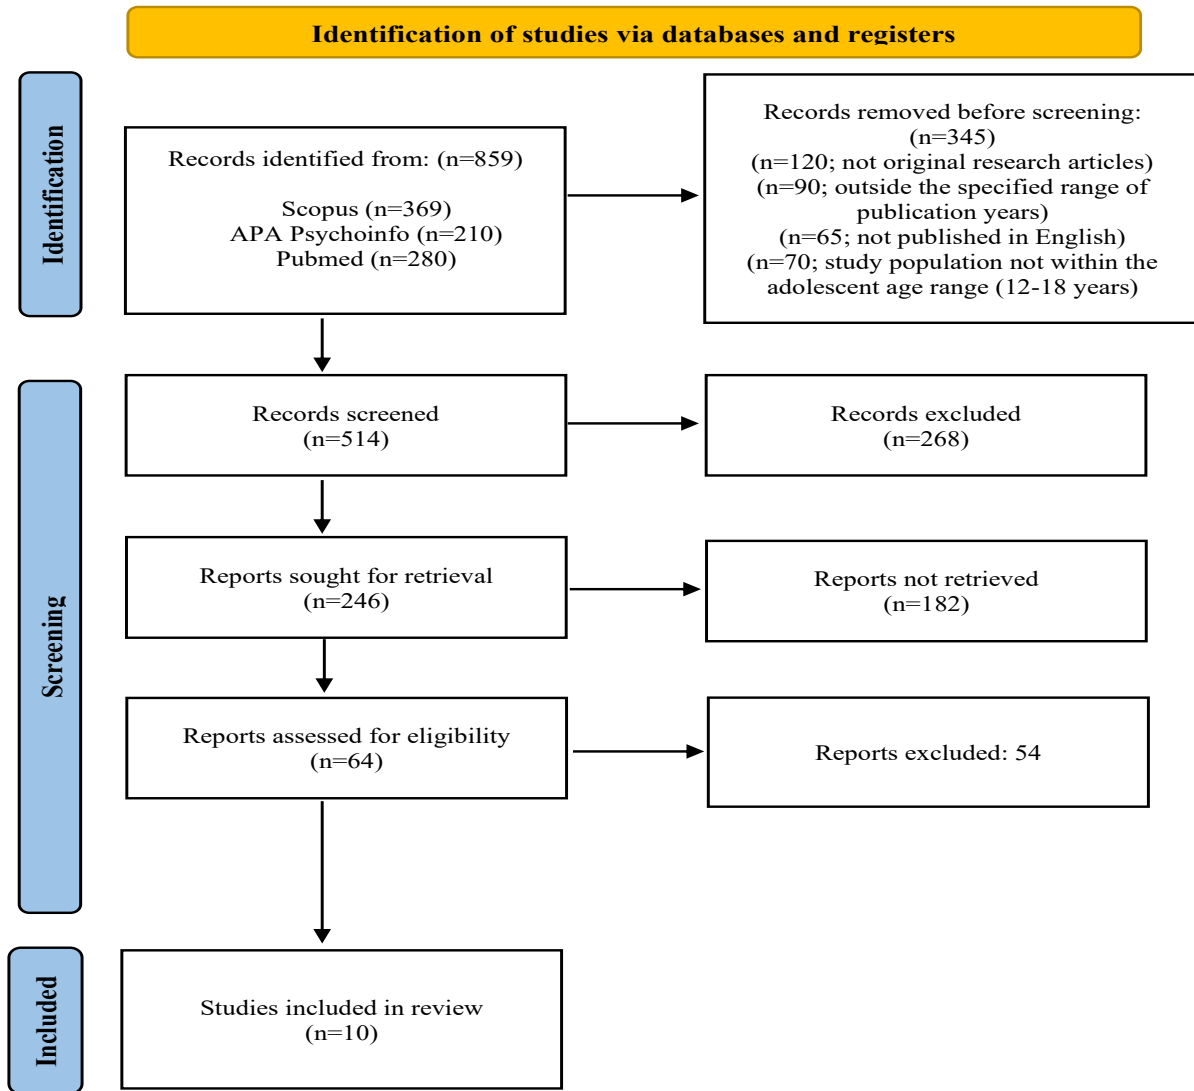 Identification of studies via databases and registers
Identification
Records identified from: (n=859)
Scopus (n=369)
APA Psychoinfo (n=210)
Pubmed (n=280)
Records removed before screening:
(n=345)
(n=120; not original research articles)
(n=90; outside the specified range of
publication years)
(n=65; not published in English)
(n=70; study population not within the
adolescent age range (12-18 years)
Screening
Records screened
(n=514)
Records excluded
(n=268)
Reports sought for retrieval
(n=246)
Reports not retrieved
(n=182)
Reports assessed for eligibility
(n=64)
Reports excluded: 54
Included
Studies included in review
(n=10)